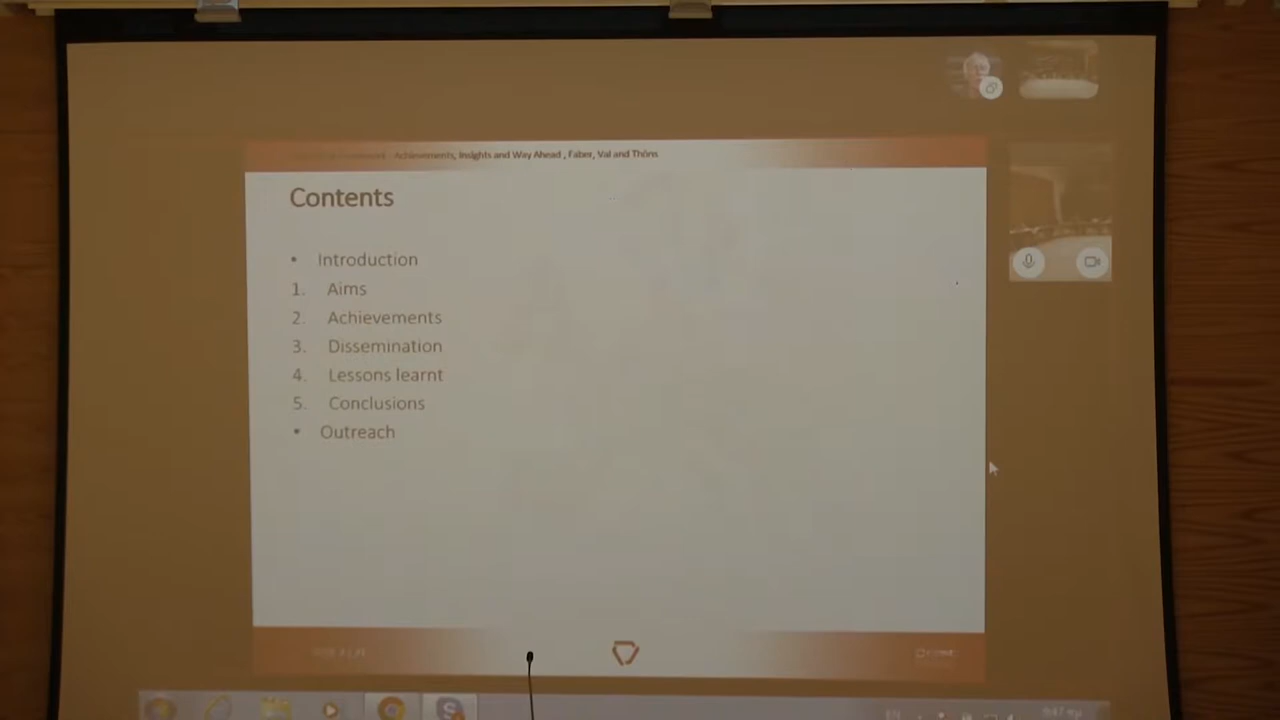 Achievements, Insights and Way Ahead , Faber, Val and Thöns
Contents
• Introduction
1. Aims
2. Achievements
3. Dissemination
4. Lessons learnt
5. Conclusions
• Outreach